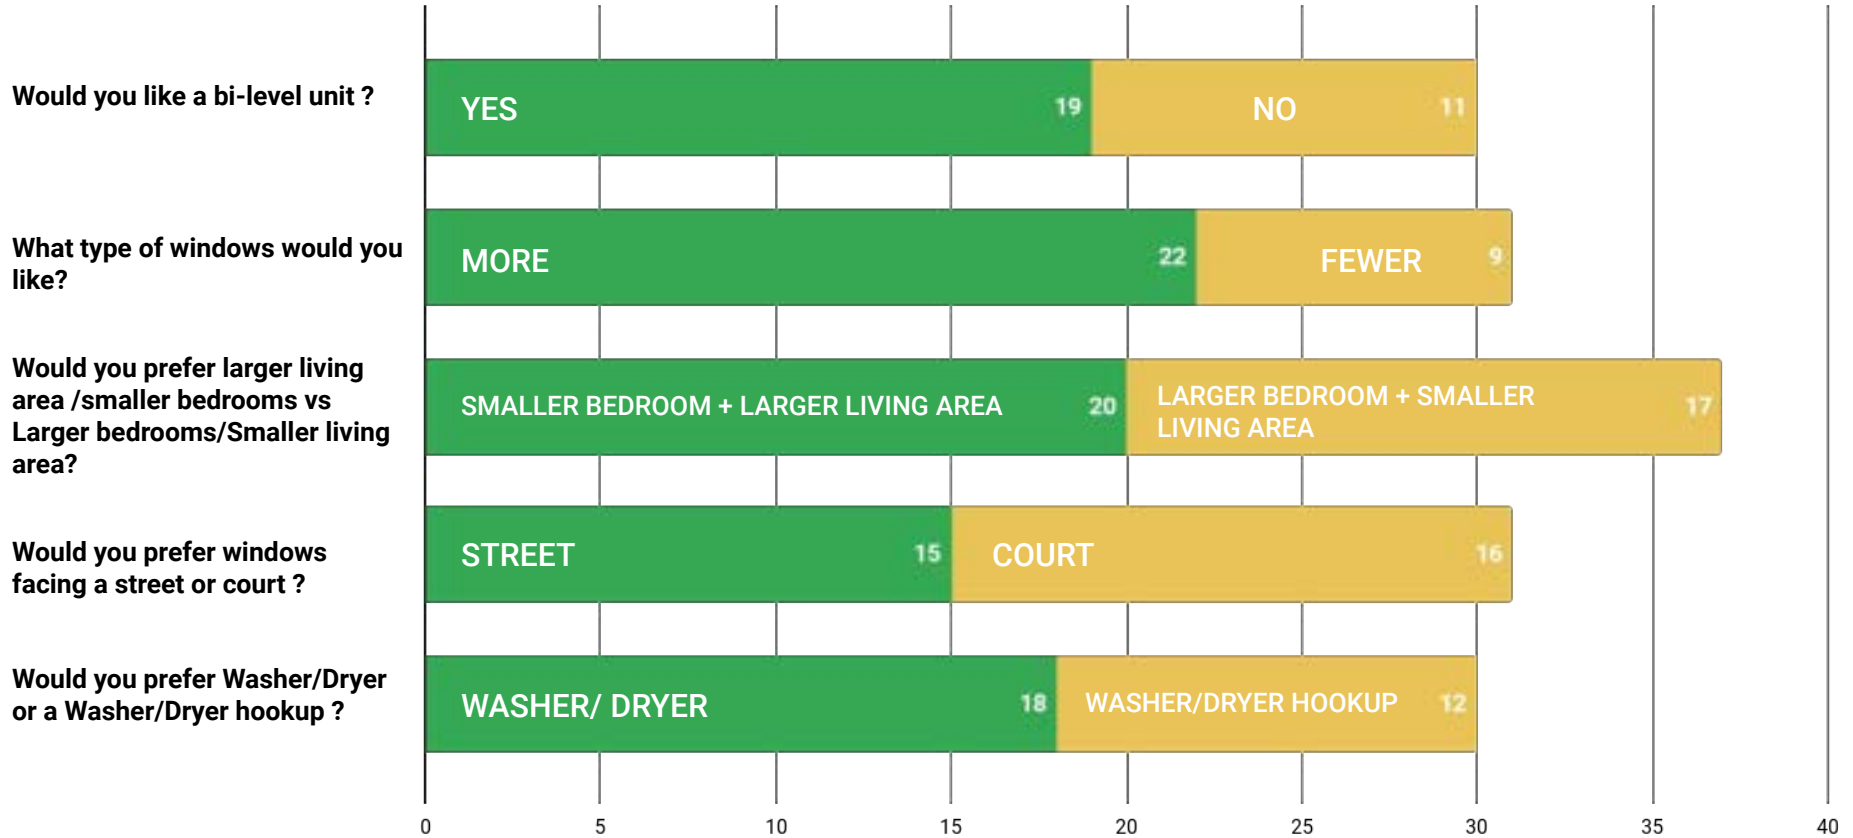 Would you like a bi-level unit ?
YES 19 NO 11
What type of windows would you
like?
MORE 22 FEWER 9
Would you prefer larger living
area /smaller bedrooms vs
Larger bedrooms/Smaller living
area?
SMALLER BEDROOM + LARGER LIVING AREA 20
LARGER BEDROOM + SMALLER
LIVING AREA
17
Would you prefer windows
facing a street or court ?
STREET 15 COURT 16
Would you prefer Washer/Dryer
or a Washer/Dryer hookup ?
WASHER/ DRYER 18 WASHER/DRYER HOOKUP 12
0 5 10 15 20 25 30 35 40